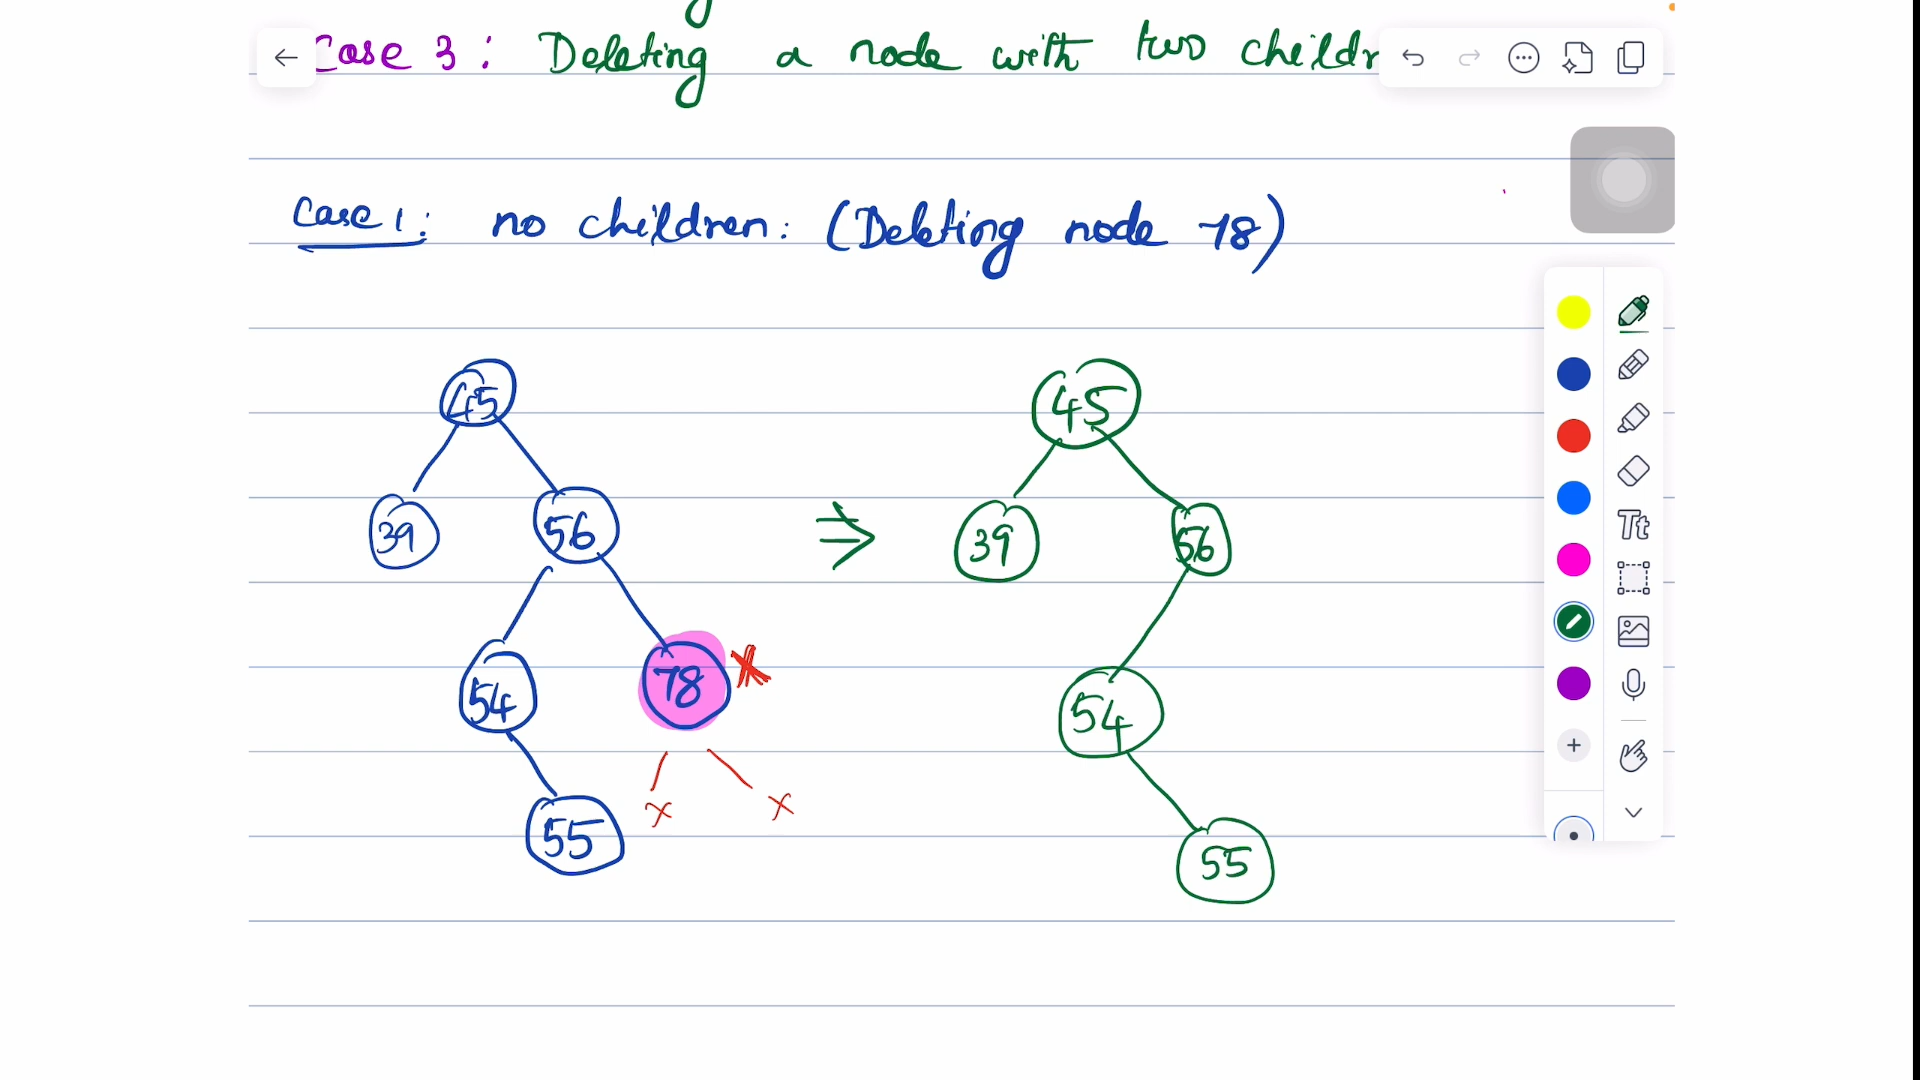 Case 3 : Deleting a node with two childr
Case 1: no children: (Deleting node 78)
45
45
39
56
⇒
39
56
54
78
x
54
x
x
55
55
Tt